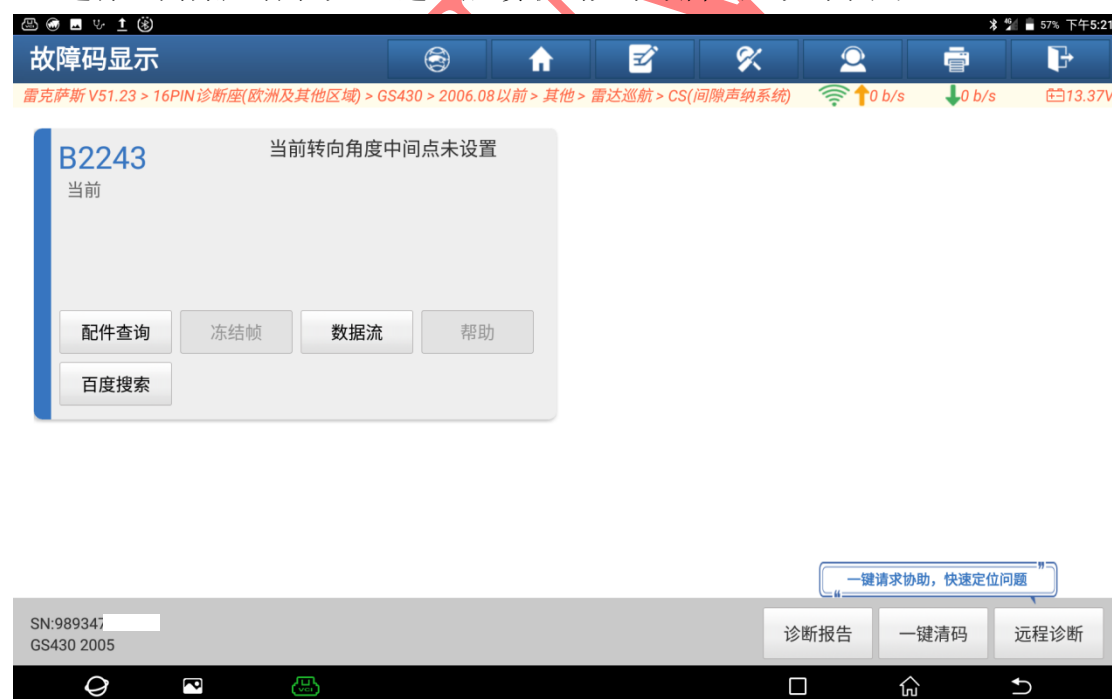 57% 下午5:21
故障码显示
雷克萨斯 V51.23 > 16PIN诊断座(欧洲及其他区域) > GS430 > 2006.08以前 > 其他 > 雷达巡航 > CS(间隙声纳系统) 0 b/s 0 b/s 13.37V
B2243 当前转向角度中间点未设置
当前
配件查询 冻结帧 数据流 帮助
百度搜索
一键请求协助，快速定位问题
SN:989347
GS430 2005
诊断报告 一键清码 远程诊断
VCI